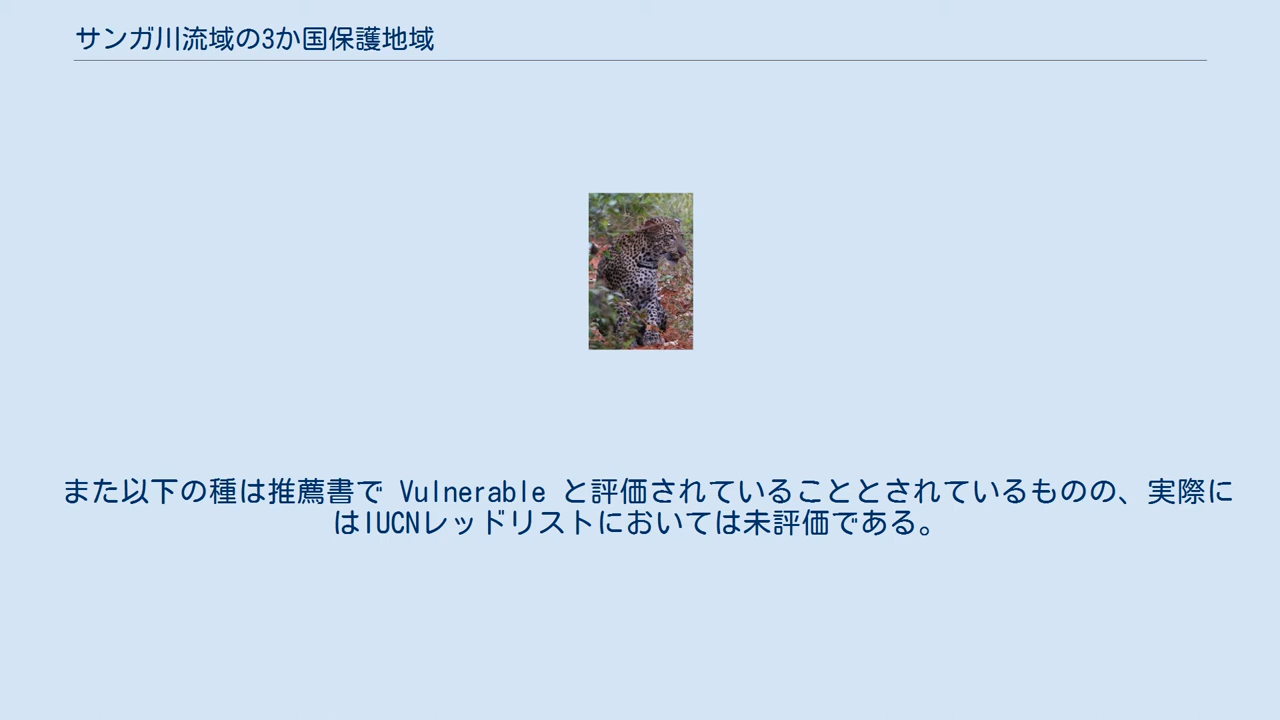 サンガ川流域の3か国保護地域
また以下の種は推薦書で Vulnerable と評価されていることとされているものの、実際に
はIUCNレッドリストにおいては未評価である。